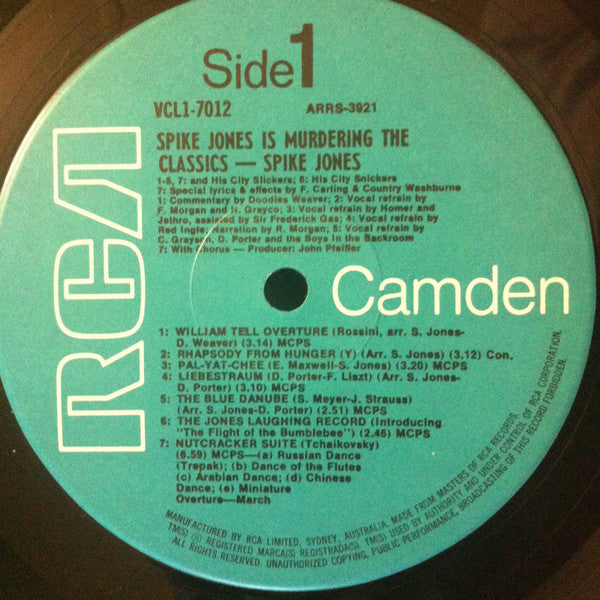 Side 1
VCL1-7012 ARRS-3921
SPIKE JONES IS MURDERING THE
CLASSICS — SPIKE JONES
1-5, 7: and His City Slickers; 6: His City Snickers
7: Special lyrics & effects by F. Carling & Country Washburne
1: Commentary by Doodles Weaver; 2: Vocal refrain by
F. Morgan and H. Grayco; 3: Vocal refrain by Homer and
Jethro, assisted by Sir Frederick Gas; 4: Vocal refrain by
Red Ingle; narration by R. Morgan; 5: Vocal refrain by
C. Grayson, D. Porter and the Boys in the Backroom
7: With Chorus — Producer: John Pfeiffer
RCA
Camden
1: WILLIAM TELL OVERTURE (Rossini, arr. S. Jones-
D. Weaver) (3.14) MCPS
2: RHAPSODY FROM HUNGER (Y) (Arr. S. Jones) (3.12) Con.
3: PAL-YAT-CHEE (E. Maxwell-S. Jones) (3.20) MCPS
4: LIEBESTRAUM (D. Porter-F. Liszt) (Arr. S. Jones-
D. Porter) (3.10) MCPS
5: THE BLUE DANUBE (S. Meyer-J. Strauss)
(Arr. S. Jones-D. Porter) (2.51) MCPS
6: THE JONES LAUGHING RECORD (Introducing
"The Flight of the Bumblebee") (2.46) MCPS
7: NUTCRACKER SUITE (Tchaikovsky)
(6.59) MCPS—(a) Russian Dance
(Trepak); (b) Dance of the Flutes
(c) Arabian Dance; (d) Chinese
Dance; (e) Miniature
Overture—March
MANUFACTURED BY RCA LIMITED, SYDNEY, AUSTRALIA. MADE FROM MASTERS OF RCA RECORDS.
TM(S) ® REGISTERED MARCA(S) REGISTRADA(S). TM(S) USED BY AUTHORITY AND UNDER CONTROL OF RCA CORPORATION.
ALL RIGHTS RESERVED. UNAUTHORIZED COPYING, PUBLIC PERFORMANCE, BROADCASTING OF THIS RECORD FORBIDDEN.